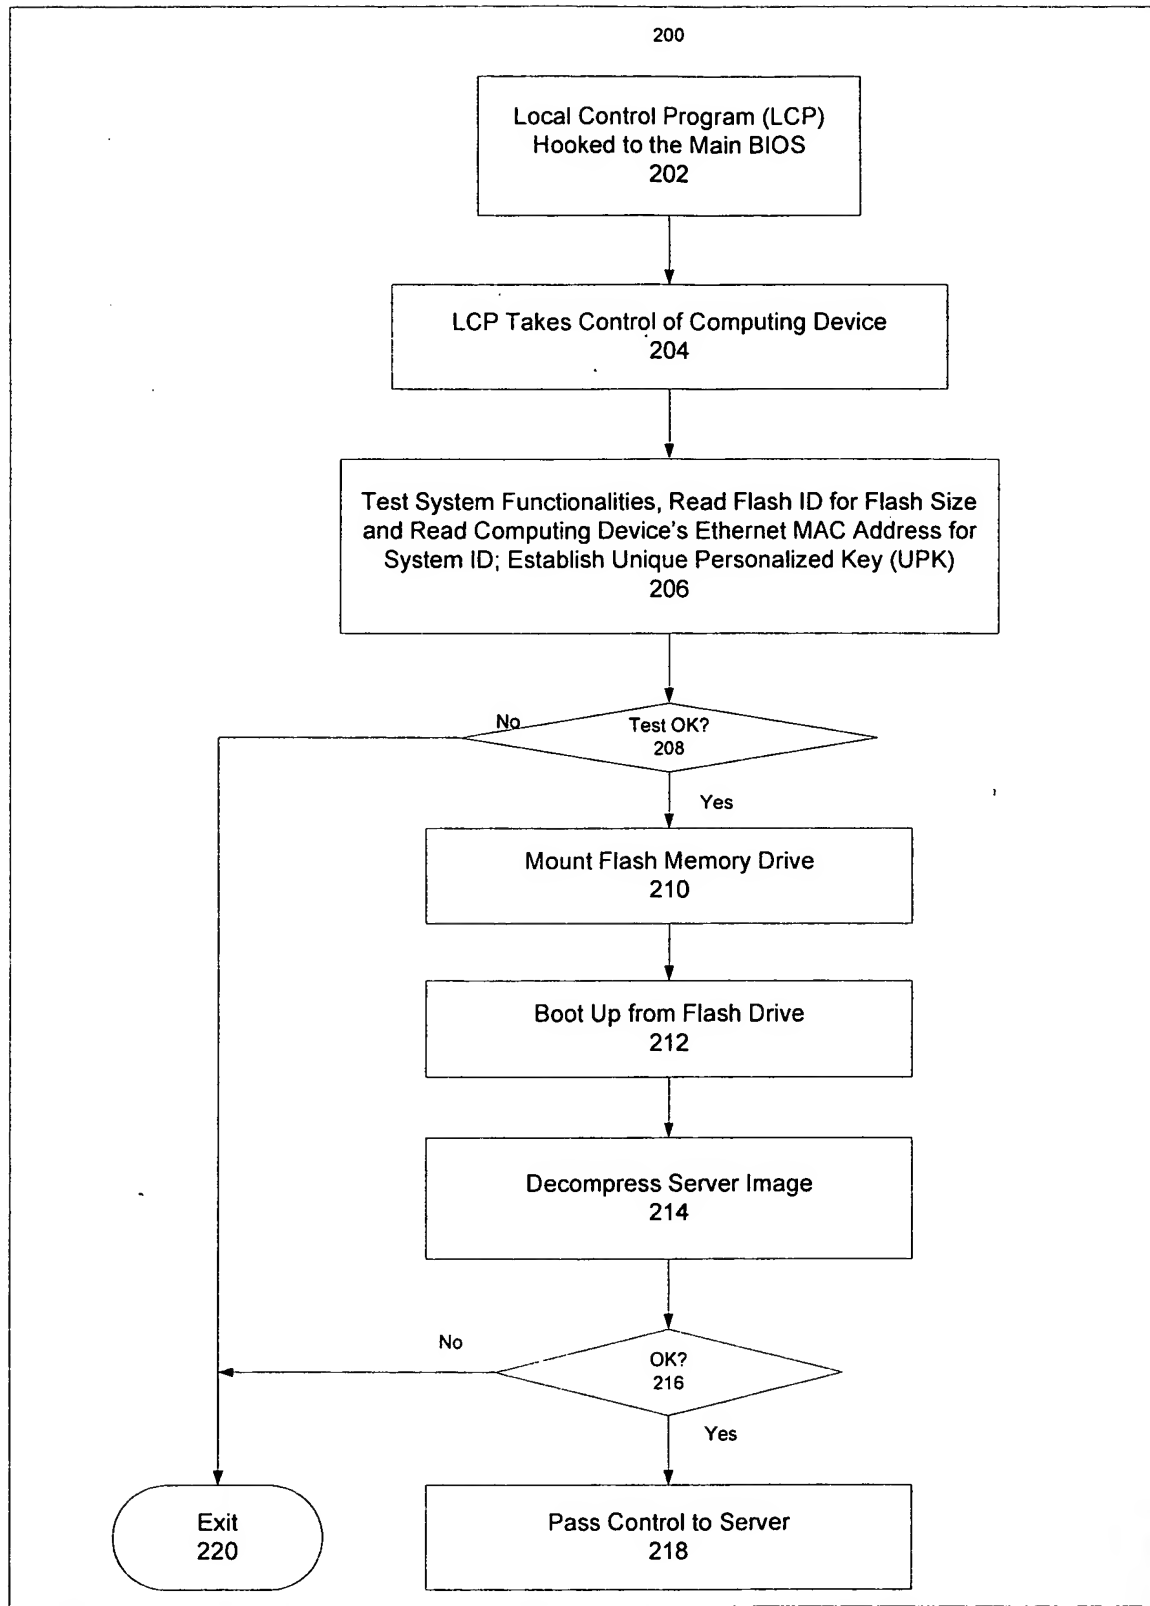 200
Local Control Program (LCP)
Hooked to the Main BIOS
202
LCP Takes Control of Computing Device
204
Test System Functionalities, Read Flash ID for Flash Size
and Read Computing Device's Ethernet MAC Address for
System ID; Establish Unique Personalized Key (UPK)
206
No
Test OK?
208
Yes
Mount Flash Memory Drive
210
Boot Up from Flash Drive
212
Decompress Server Image
214
No
OK?
216
Yes
Exit
220
Pass Control to Server
218